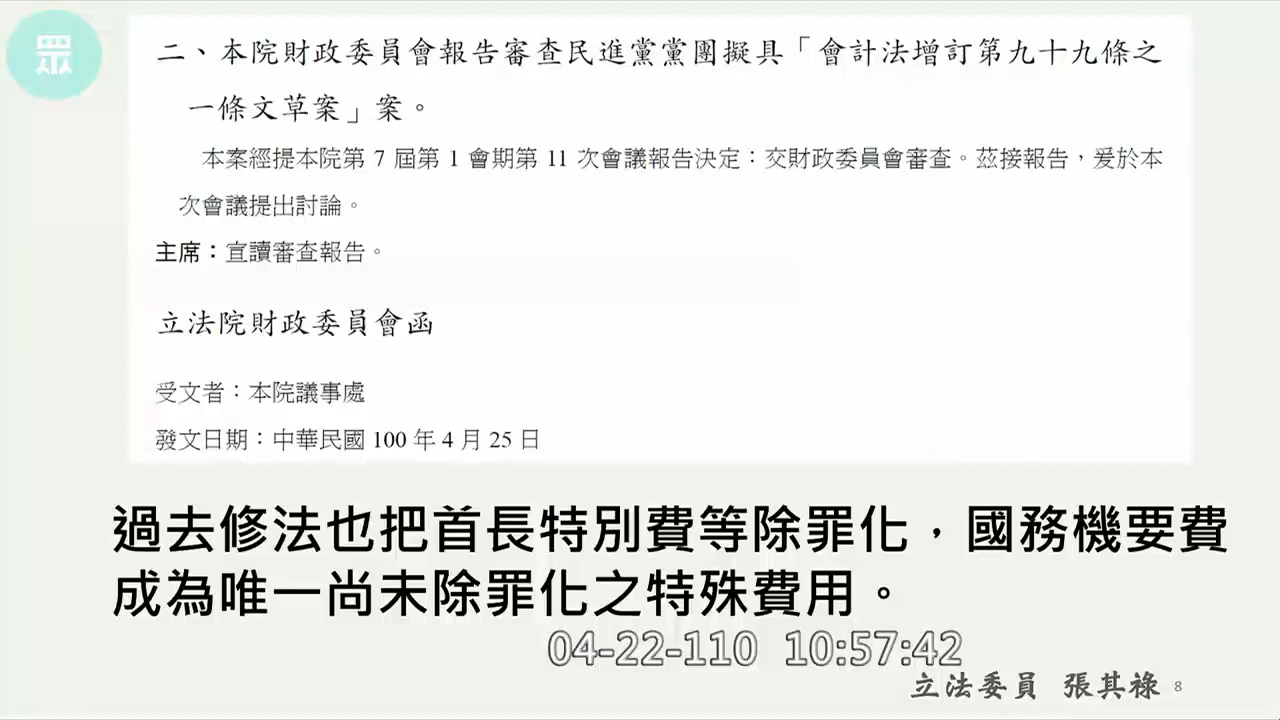 眾
二、本院財政委員會報告審查民進黨黨團擬具「會計法增訂第九十九條之
一條文草案」案。
本案經提本院第 7 屆第 1 會期第 11 次會議報告決定：交財政委員會審查。茲接報告，爰於本
次會議提出討論。
主席：宣讀審查報告。
立法院財政委員會函
受文者：本院議事處
發文日期：中華民國 100 年 4 月 25 日
過去修法也把首長特別費等除罪化，國務機要費
成為唯一尚未除罪化之特殊費用。
04-22-110 10:57:42
立法委員 張其祿 8